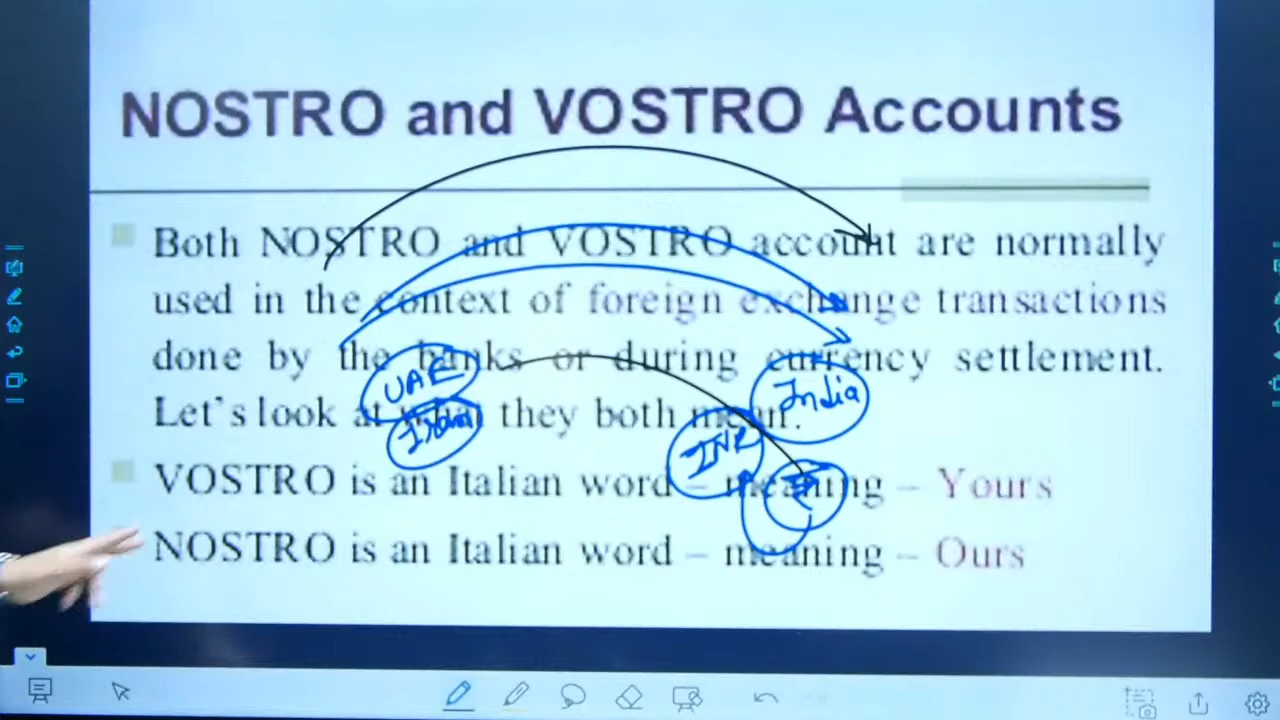 NOSTRO and VOSTRO Accounts
Both NOSTRO and VOSTRO account are normally
used in the context of foreign exchange transactions
done by the banks or during currency settlement.
UAE
India
Let's look at what they both mean.
INR
VOSTRO is an Italian word – meaning – Yours
₹
NOSTRO is an Italian word – meaning – Ours